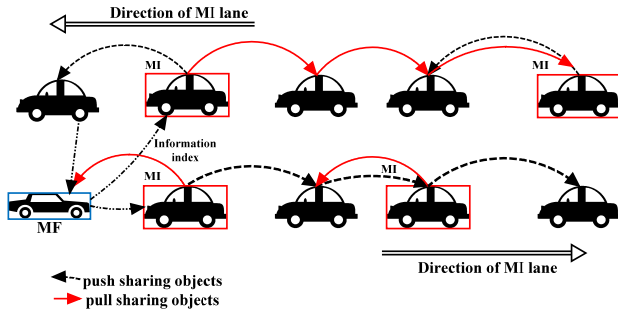 Direction of MI lane
MI
MI
MI
Information
index
MI
MI
MF
push sharing objects
pull sharing objects
Direction of MI lane